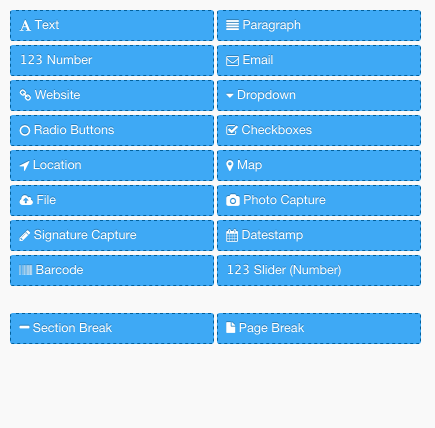 Text
Paragraph
123 Number
Email
Website
Dropdown
Radio Buttons
Checkboxes
Location
Map
File
Photo Capture
Signature Capture
Datestamp
Barcode
123 Slider (Number)
Section Break
Page Break